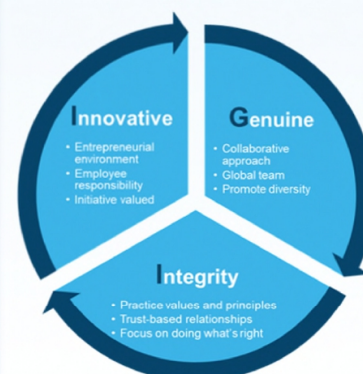 Innovative
• Entrepreneurial
environment
• Employee
responsibility
• Initiative valued
Genuine
• Collaborative
approach
• Global team
• Promote diversity
Integrity
• Practice values and principles
• Trust-based relationships
• Focus on doing what's right